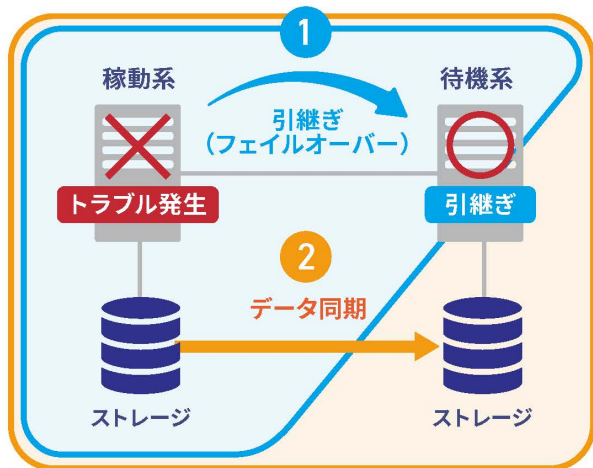 1
稼動系
待機系
引継ぎ
（フェイルオーバー）
トラブル発生
引継ぎ
2
データ同期
ストレージ
ストレージ